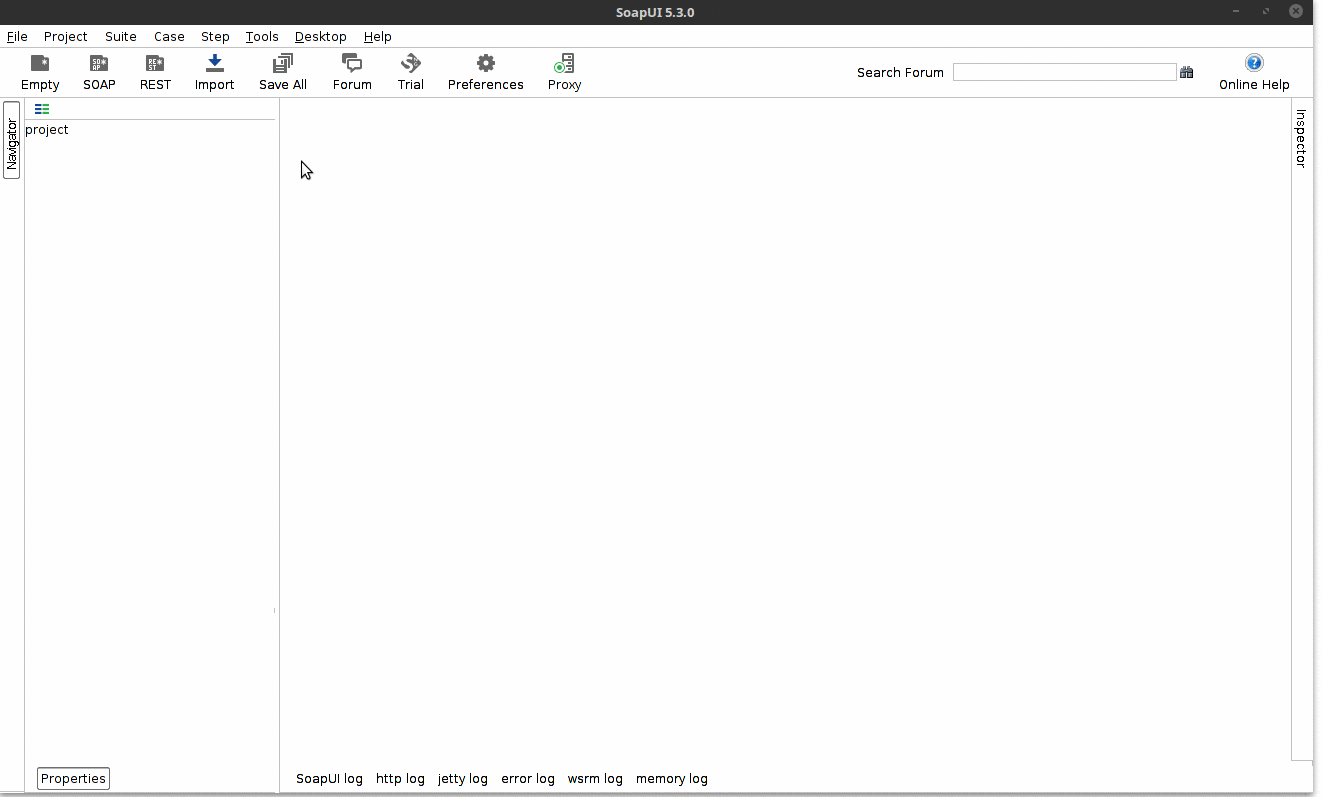 SoapUI 5.3.0
File Project Suite Case Step Tools Desktop Help
Empty SOAP REST Import Save All Forum Trial Preferences Proxy Search Forum Online Help
Navigator
project
Inspector
Properties
SoapUI log http log jetty log error log wsrm log memory log